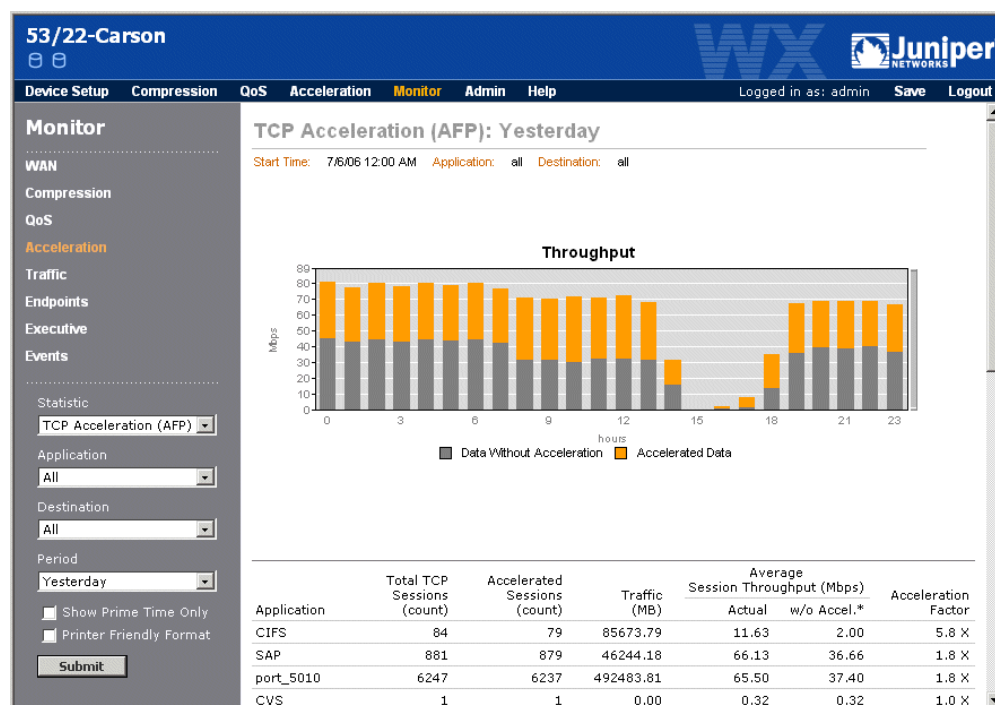 53/22-Carson
WX
Juniper
NETWORKS
Device Setup Compression QoS Acceleration Monitor Admin Help Logged in as: admin Save Logout
Monitor
WAN
Compression
QoS
Acceleration
Traffic
Endpoints
Executive
Events
Statistic
TCP Acceleration (AFP)
Application
All
Destination
All
Period
Yesterday
Show Prime Time Only
Printer Friendly Format
Submit
TCP Acceleration (AFP): Yesterday
Start Time: 7/6/06 12:00 AM Application: all Destination: all
Throughput
89
80
70
60
50
40
30
20
10
0
Mbps
0 3 6 9 12 15 18 21 23
hours
Data Without Acceleration Accelerated Data
Application Total TCP Sessions (count) Accelerated Sessions (count) Traffic (MB) Average Session Throughput (Mbps) Actual w/o Accel.* Acceleration Factor
CIFS 84 79 85673.79 11.63 2.00 5.8 X
SAP 881 879 46244.18 66.13 36.66 1.8 X
port_5010 6247 6237 492483.81 65.50 37.40 1.8 X
CVS 1 1 0.00 0.32 0.32 1.0 X